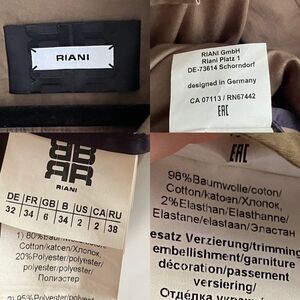 RIANI
RIANI GmbH
Riani Platz 1
DE-73614 Schorndorf
designed in Germany
CA 07113 / RN67442
EAC
RIANI
DE FR GB B US CA RU
32 34 6 34 2 2 38
1) 80%Baumwolle
Cotton/katoen/Хлопок,
20%Polyester/polyester/
Polyester/polyester/
2) 95%Polyester/
EAC
98%Baumwolle/coton/
Cotton/katoen/Хлопок,
2%Elasthan/Elasthanne/
Elastane/elastaan/Эластан
esatz Verzierung/trimming
embellishment/garniture
décoration/passement
versiering/
Отделка